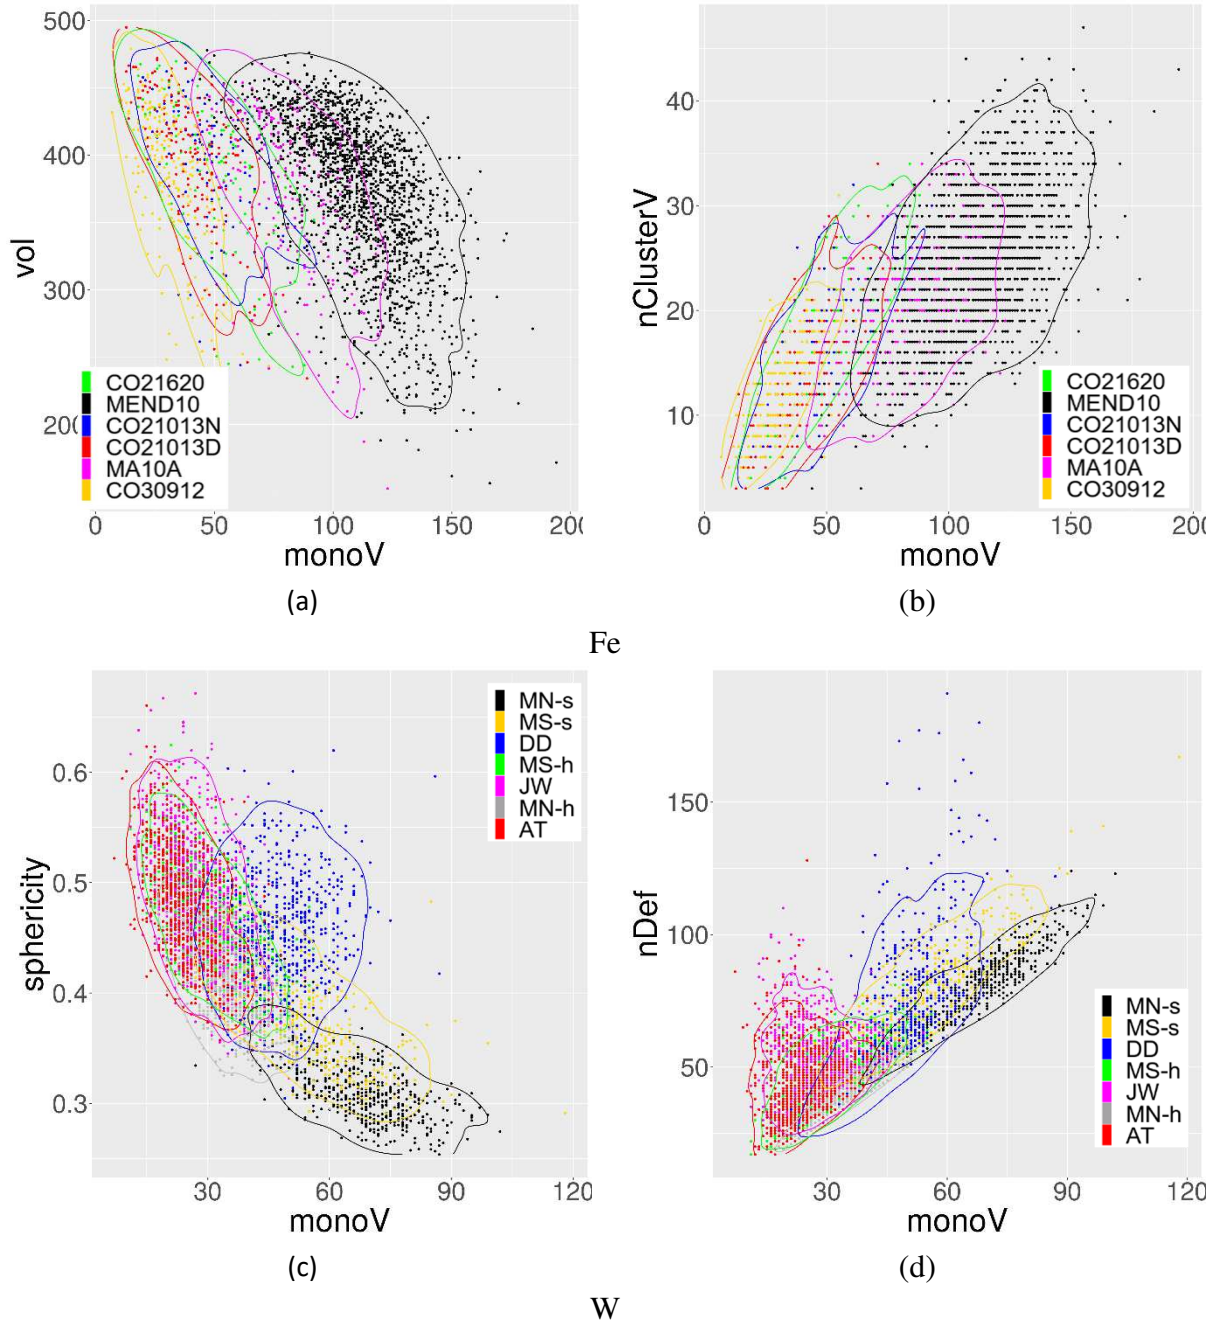 500
400
300
200
vol
CO21620
MEND10
CO21013N
CO21013D
MA10A
CO30912
0 50 100 150 200
monoV
(a)
40
30
20
10
nClusterV
CO21620
MEND10
CO21013N
CO21013D
MA10A
CO30912
0 50 100 150 200
monoV
(b)
Fe
0.6
0.5
0.4
0.3
sphericity
MN-s
MS-s
DD
MS-h
JW
MN-h
AT
30 60 90 120
monoV
(c)
150
100
50
nDef
MN-s
MS-s
DD
MS-h
JW
MN-h
AT
30 60 90 120
monoV
(d)
W